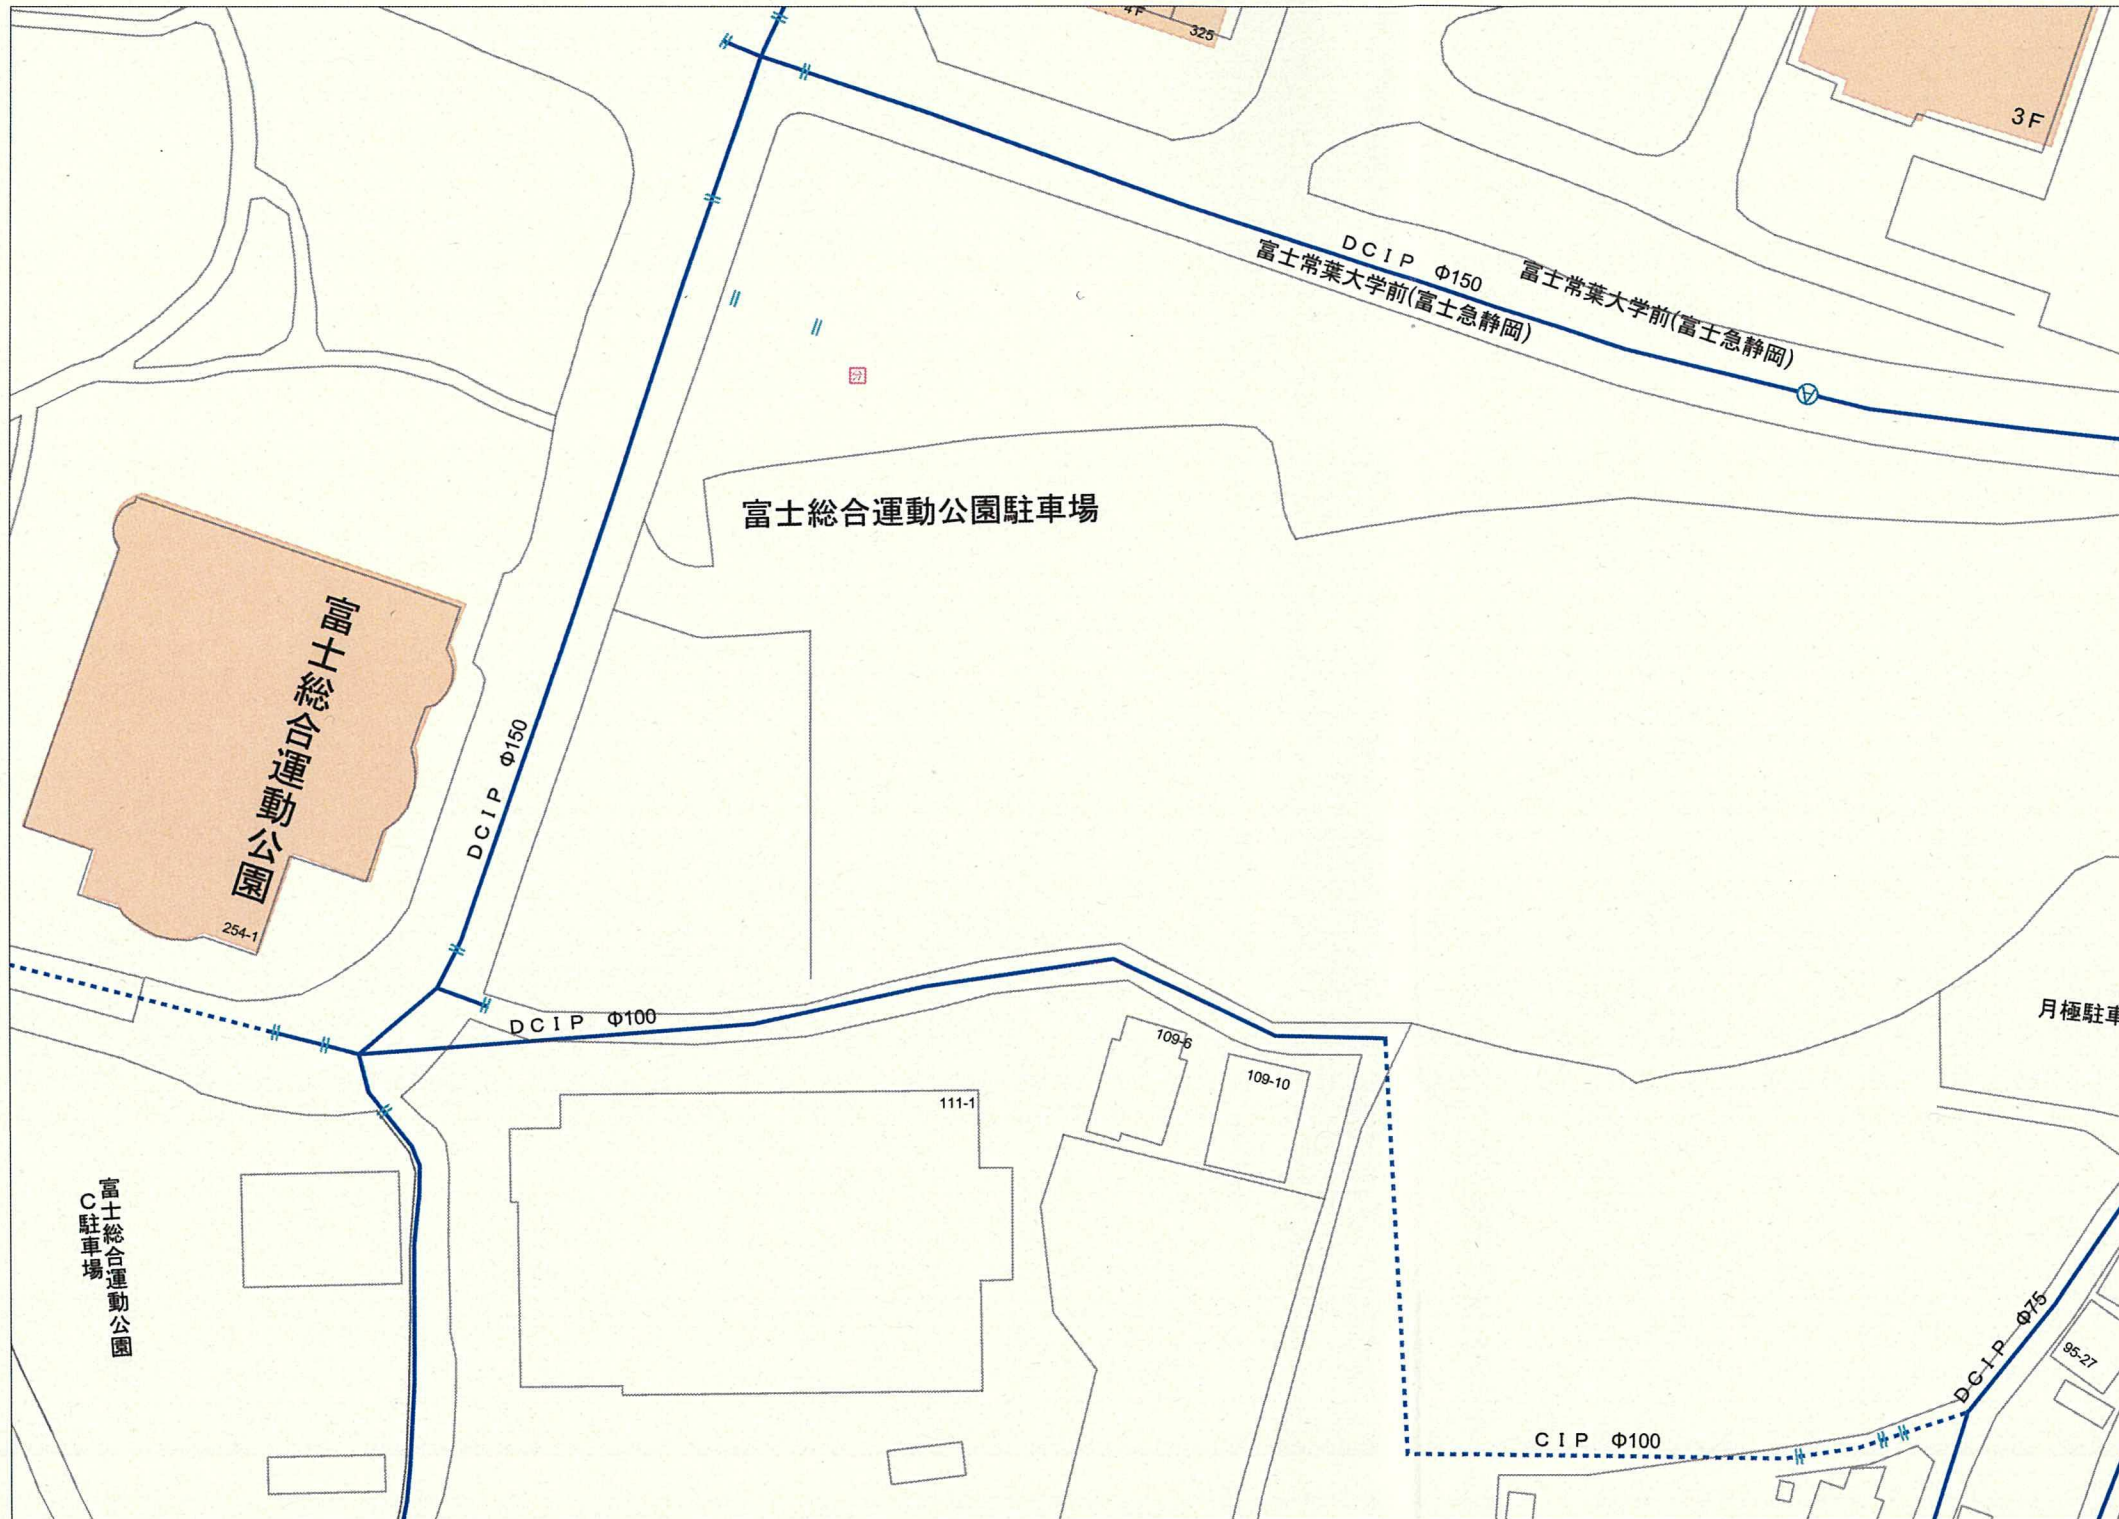 4F
325
3F
DCIP Φ150
富士常葉大学前(富士急静岡)
富士常葉大学前(富士急静岡)
富士総合運動公園駐車場
富士総合運動公園
254-1
DCIP Φ150
DCIP Φ100
109-6
109-10
111-1
月極駐車
富士総合運動公園
C駐車場
DCIP Φ75
95-27
CIP Φ100